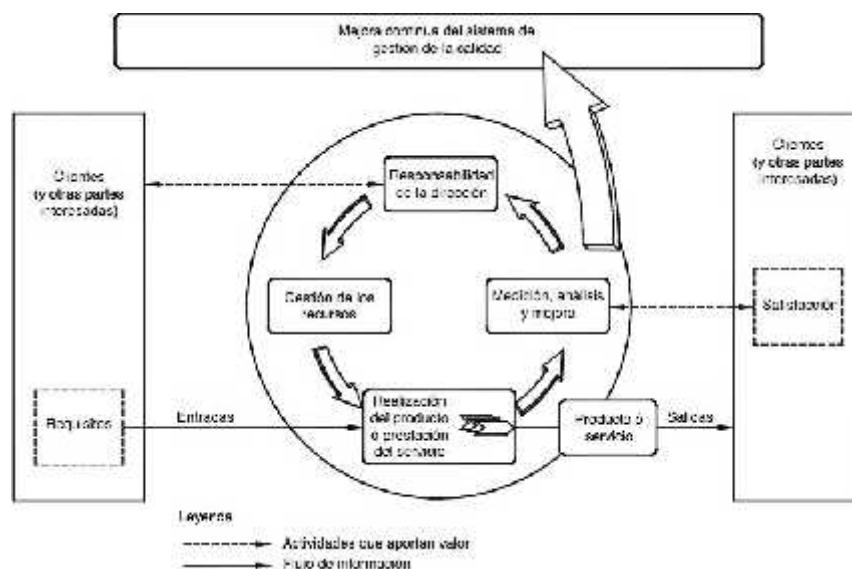 Mejora continua del sistema de
gestión de la calidad
Clientes
(y otras partes
interesadas)
Responsabilidad
de la dirección
Clientes
(y otras partes
interesadas)
Gestión de los
recursos
Medición, análisis
y mejora
Satisfacción
Requisitos
Entradas
Realización
del producto
ó prestación
del servicio
Producto ó
servicio
Salidas
Leyenda
Actividades que aportan valor
Flujo de información